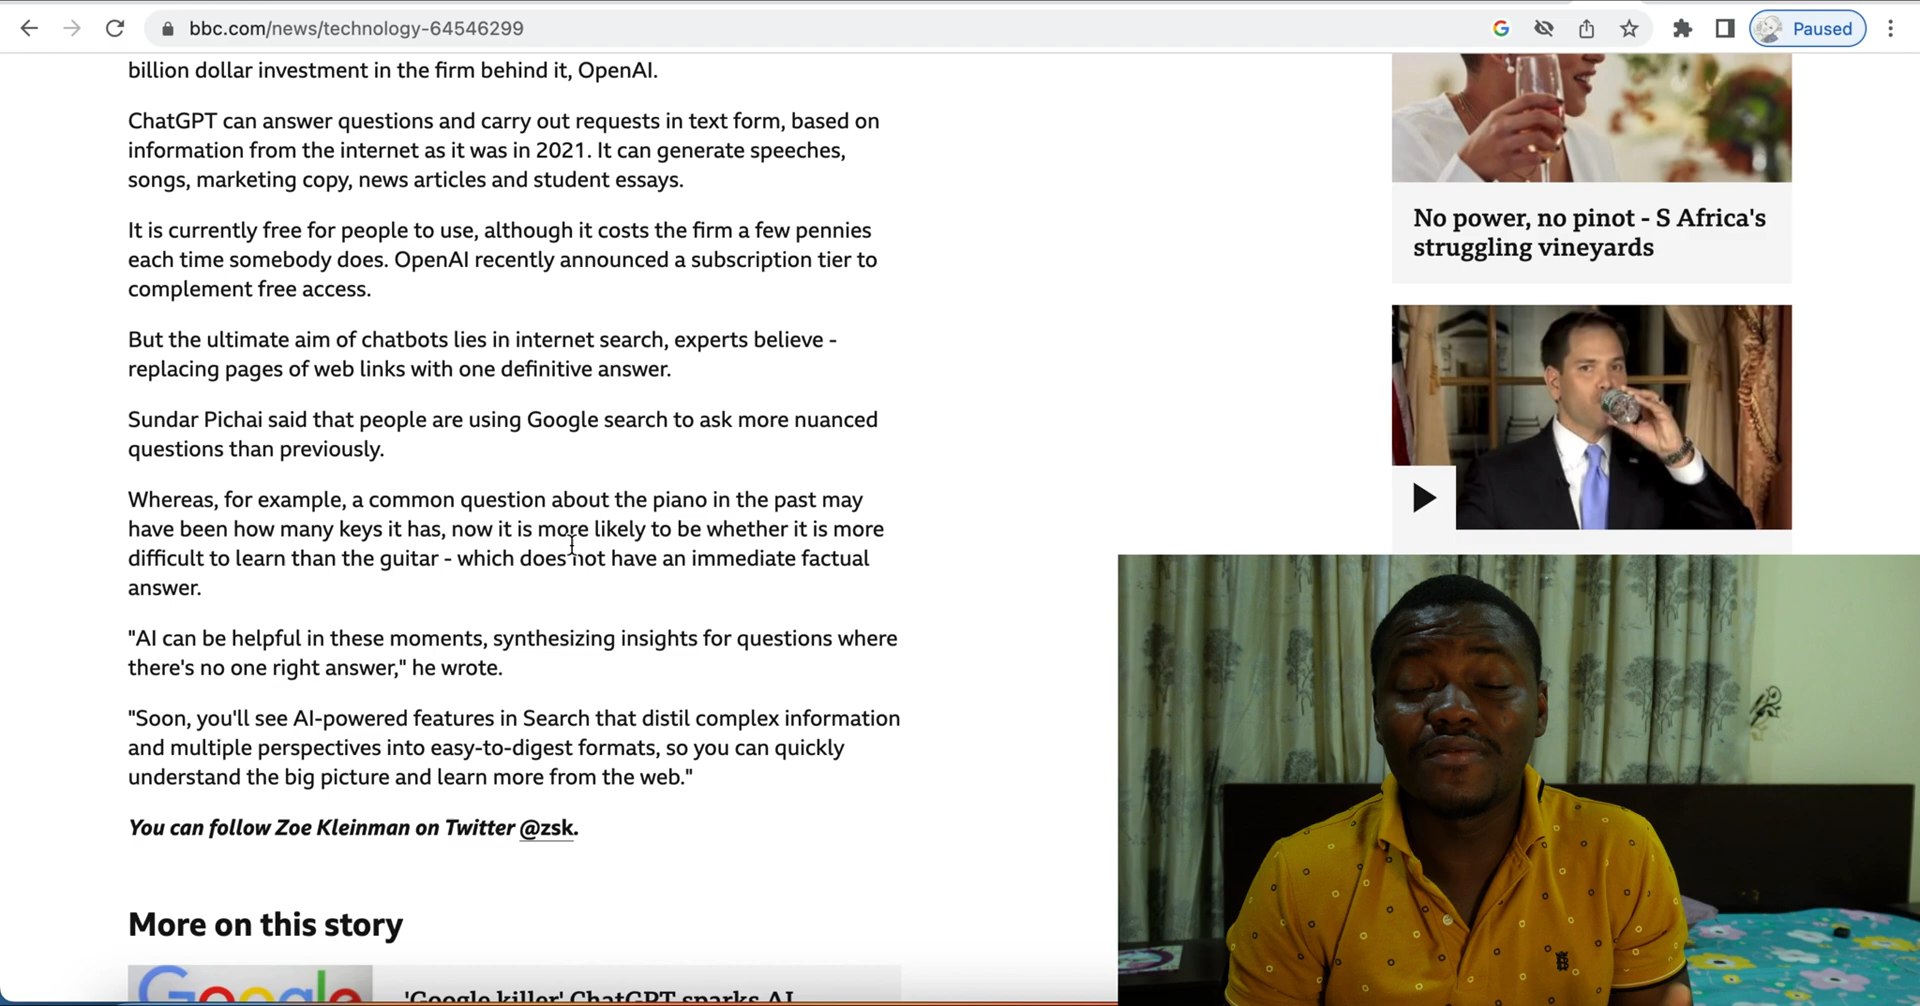 bbc.com/news/technology-64546299
Paused
billion dollar investment in the firm behind it, OpenAI.
ChatGPT can answer questions and carry out requests in text form, based on
information from the internet as it was in 2021. It can generate speeches,
songs, marketing copy, news articles and student essays.
It is currently free for people to use, although it costs the firm a few pennies
each time somebody does. OpenAI recently announced a subscription tier to
complement free access.
But the ultimate aim of chatbots lies in internet search, experts believe -
replacing pages of web links with one definitive answer.
Sundar Pichai said that people are using Google search to ask more nuanced
questions than previously.
Whereas, for example, a common question about the piano in the past may
have been how many keys it has, now it is more likely to be whether it is more
difficult to learn than the guitar - which does not have an immediate factual
answer.
"AI can be helpful in these moments, synthesizing insights for questions where
there's no one right answer," he wrote.
"Soon, you'll see AI-powered features in Search that distil complex information
and multiple perspectives into easy-to-digest formats, so you can quickly
understand the big picture and learn more from the web."
You can follow Zoe Kleinman on Twitter @zsk.
More on this story
Google
'Google killer' ChatGPT sparks AI
No power, no pinot - S Africa's
struggling vineyards